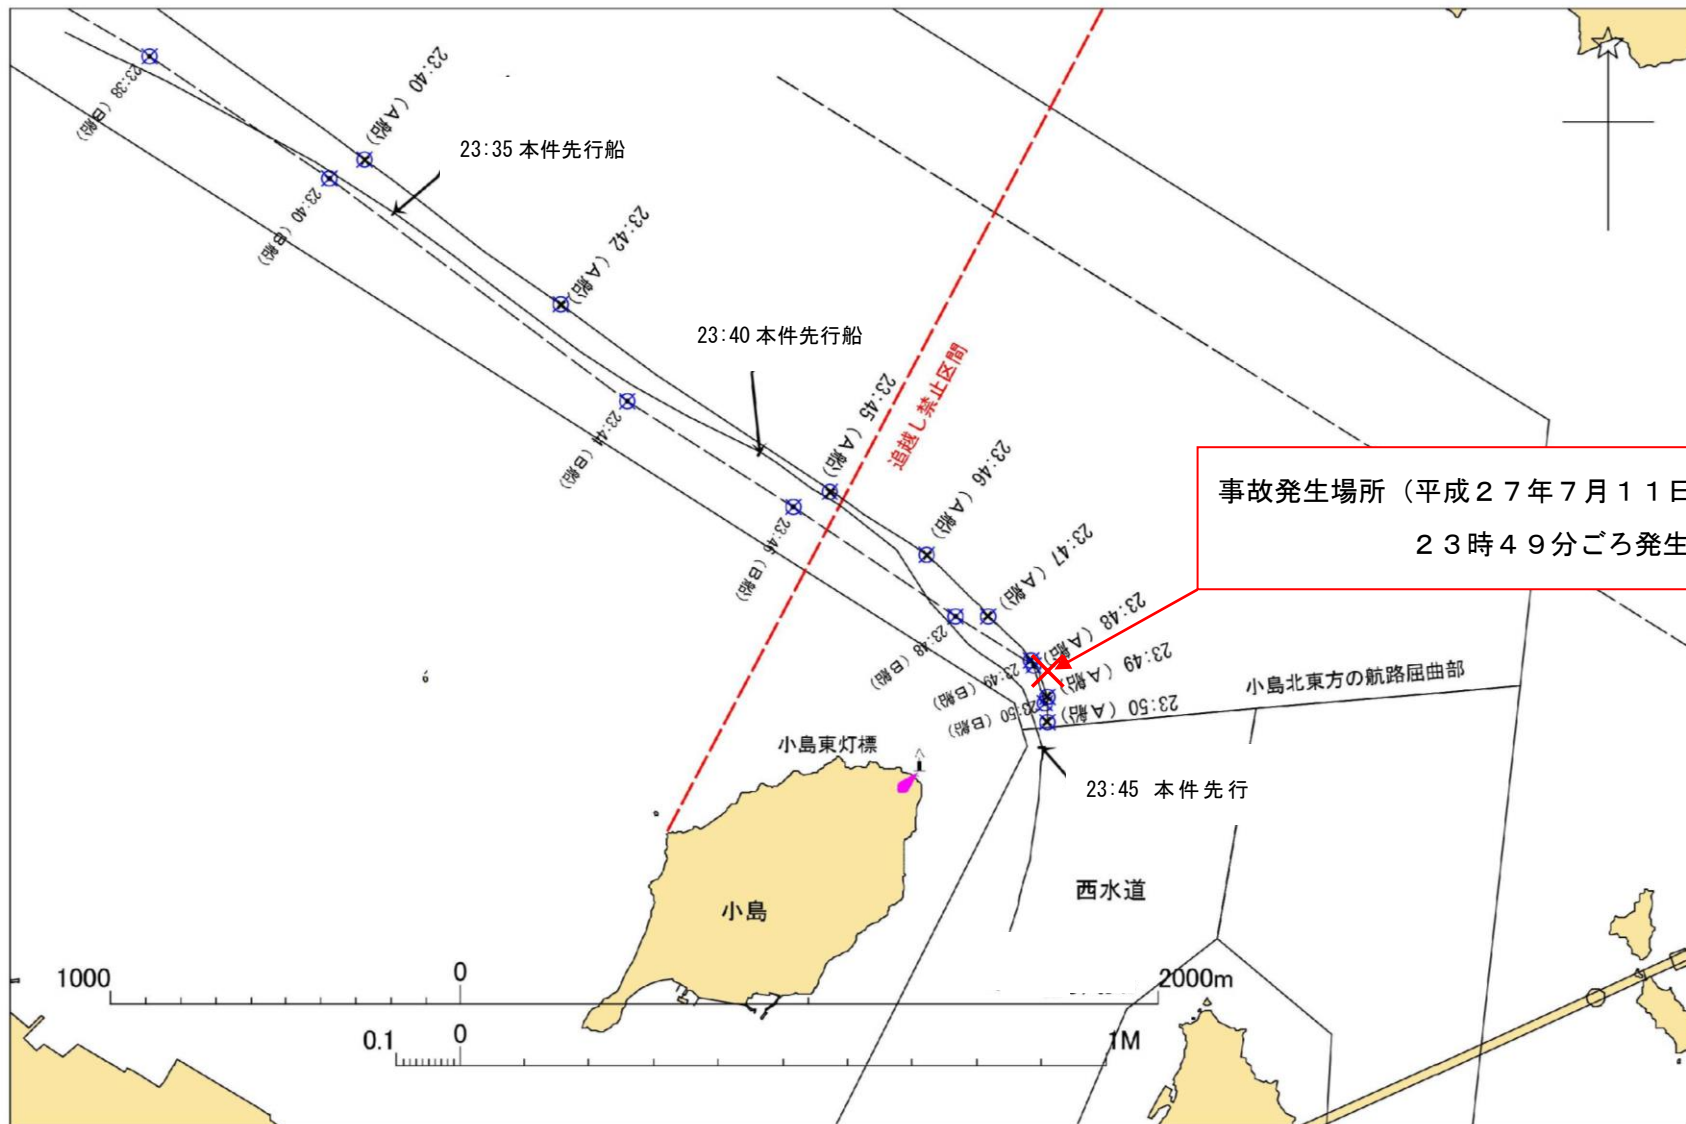 23:38 (B船)
23:40 (A船)
23:35 本件先行船
23:40 (B船)
23:42 (A船)
23:40 本件先行船
23:44 (B船)
23:45 (A船)
追越し禁止区間
23:46 (B船)
23:46 (A船)
事故発生場所（平成２７年７月１１日
２３時４９分ごろ発生
23:47 (A船)
23:48 (A船)
23:48 (B船)
23:49 (A船)
23:49 (B船)
小島北東方の航路屈曲部
23:50 (A船)
23:50 (B船)
小島東灯標
23:45 本件先行
西水道
小島
1000
0
2000m
0.1
0
1M